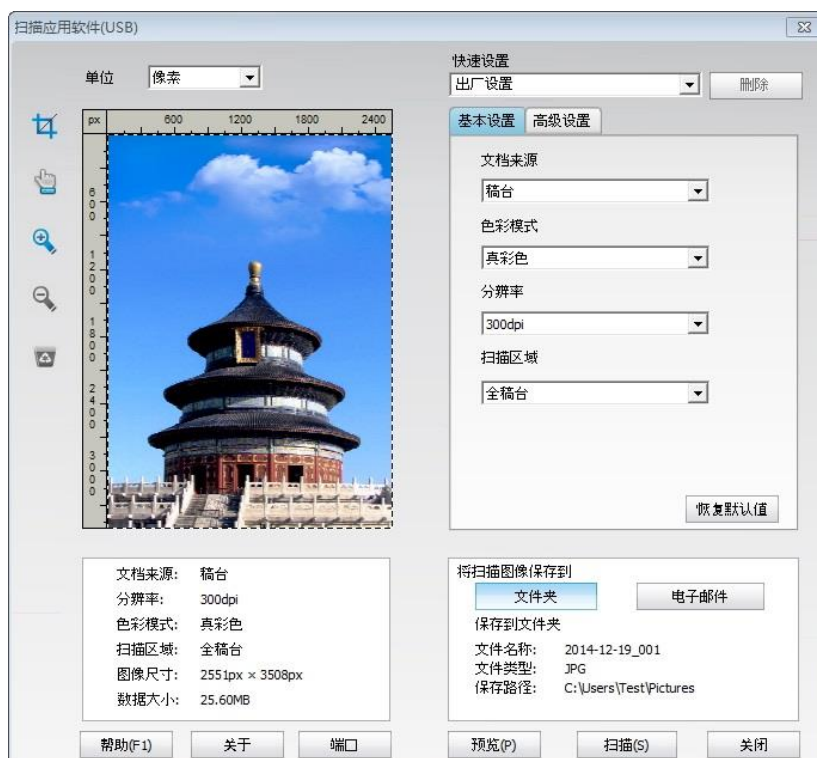 扫描应用软件(USB)
单位
像索
快速设置
出厂设置
删除
px 600 1200 1800 2400
600
1200
1800
2400
3000
基本设置
高级设置
文档来源
稿台
色彩模式
真彩色
分辨率
300dpi
扫描区域
全稿台
恢复默认值
文档来源: 稿台
分辨率: 300dpi
色彩模式: 真彩色
扫描区域: 全稿台
图像尺寸: 2551px × 3508px
数据大小: 25.60MB
将扫描图像保存到
文件夹
电子邮件
保存到文件夹
文件名称: 2014-12-19_001
文件类型: JPG
保存路径: C:\Users\Test\Pictures
帮助(F1)
关于
端口
预览(P)
扫描(S)
关闭